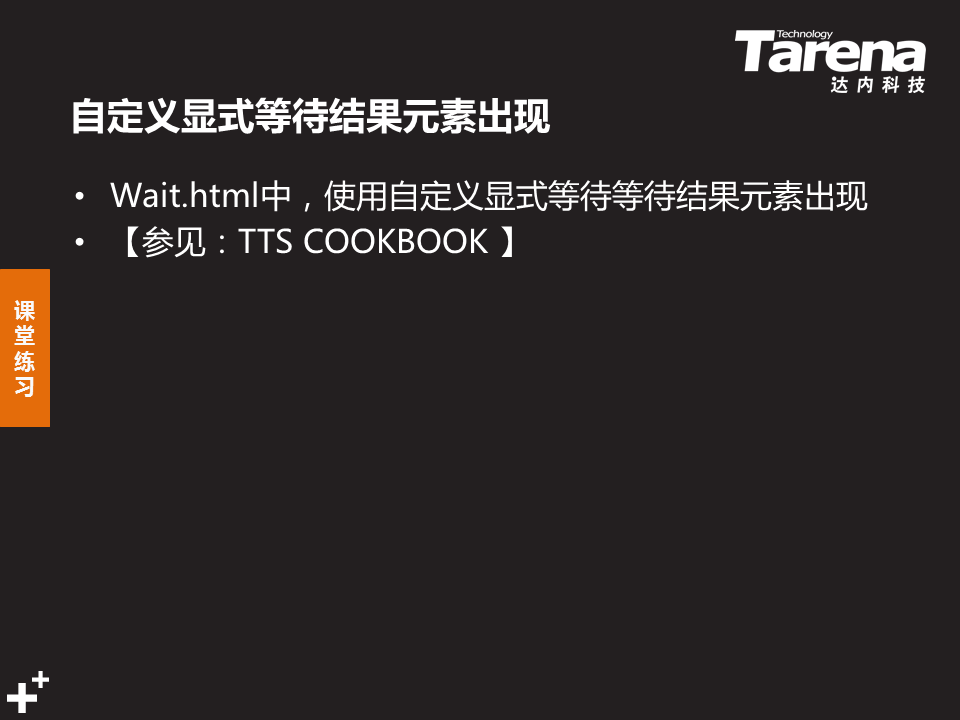 Technology
Tarena
达内科技
自定义显式等待结果元素出现
• Wait.html中，使用自定义显式等待等待结果元素出现
• 【参见：TTS COOKBOOK 】
课
堂
练
习